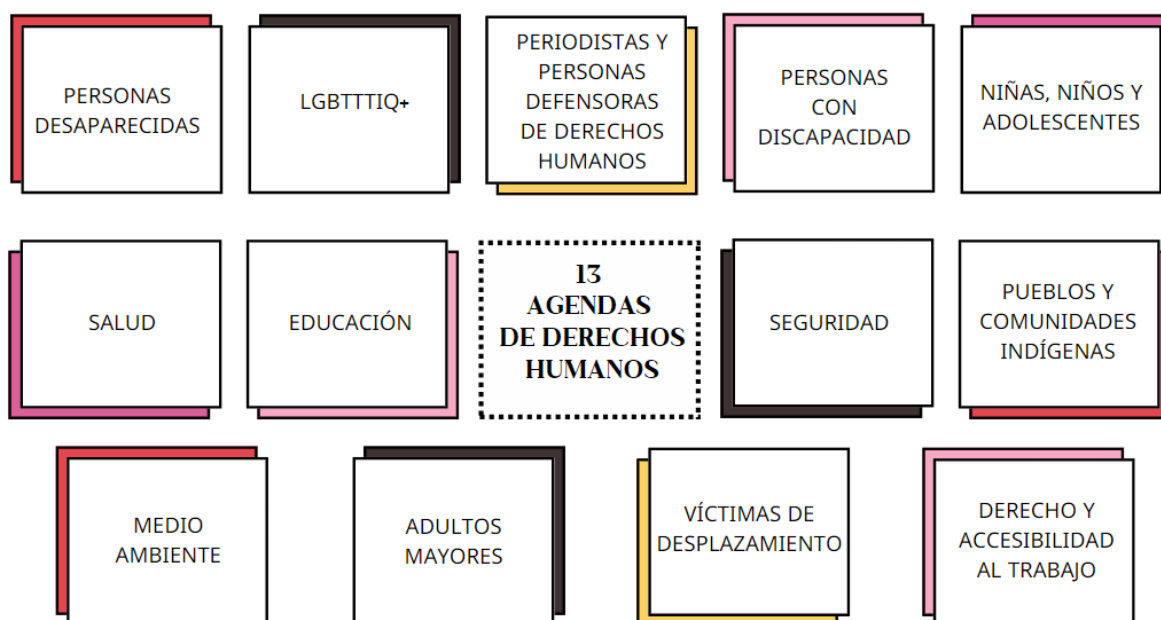 PERSONAS
DESAPARECIDAS
LGBTTTIQ+
PERIODISTAS Y
PERSONAS
DEFENSORAS
DE DERECHOS
HUMANOS
PERSONAS
CON
DISCAPACIDAD
NIÑAS, NIÑOS Y
ADOLESCENTES
SALUD
EDUCACIÓN
13
AGENDAS
DE DERECHOS
HUMANOS
SEGURIDAD
PUEBLOS Y
COMUNIDADES
INDÍGENAS
MEDIO
AMBIENTE
ADULTOS
MAYORES
VÍCTIMAS DE
DESPLAZAMIENTO
DERECHO Y
ACCESIBILIDAD
AL TRABAJO